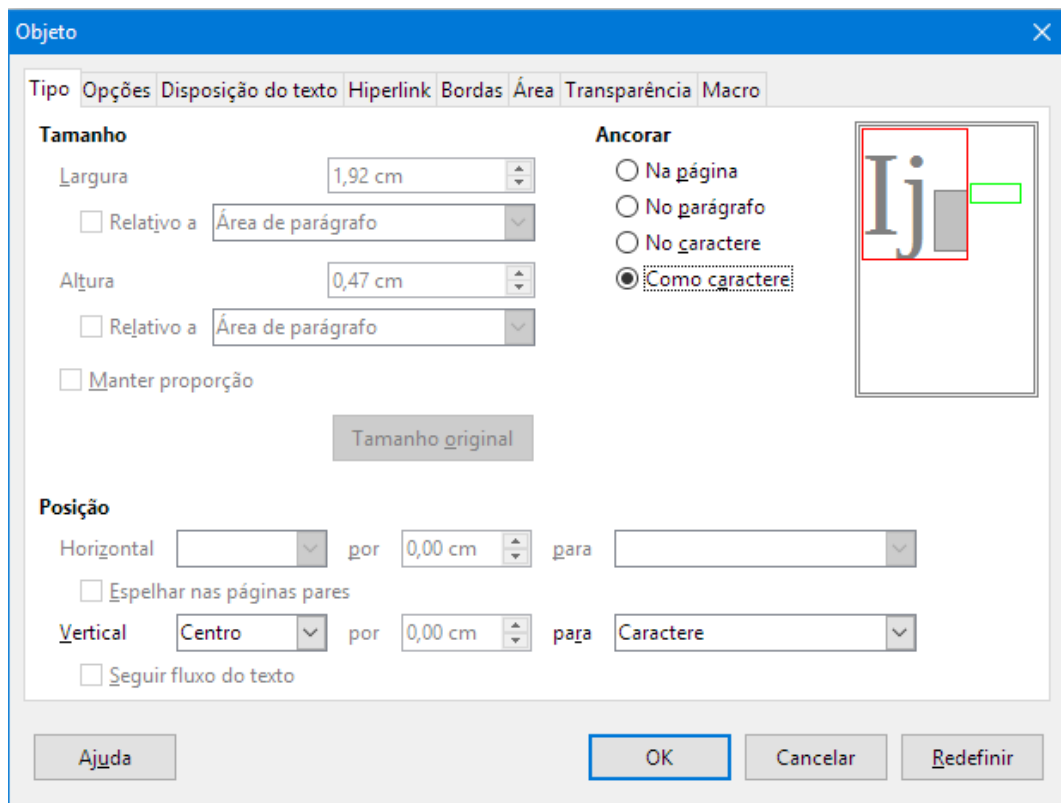 Objeto
Tipo Opções Disposição do texto Hiperlink Bordas Área Transparência Macro
Tamanho
Largura 1,92 cm
Relativo a Área de parágrafo
Altura 0,47 cm
Relativo a Área de parágrafo
Manter proporção
Tamanho original
Ancorar
Na página
No parágrafo
No caractere
Como caractere
Ij
Posição
Horizontal por 0,00 cm para
Espelhar nas páginas pares
Vertical Centro por 0,00 cm para Caractere
Seguir fluxo do texto
Ajuda OK Cancelar Redefinir